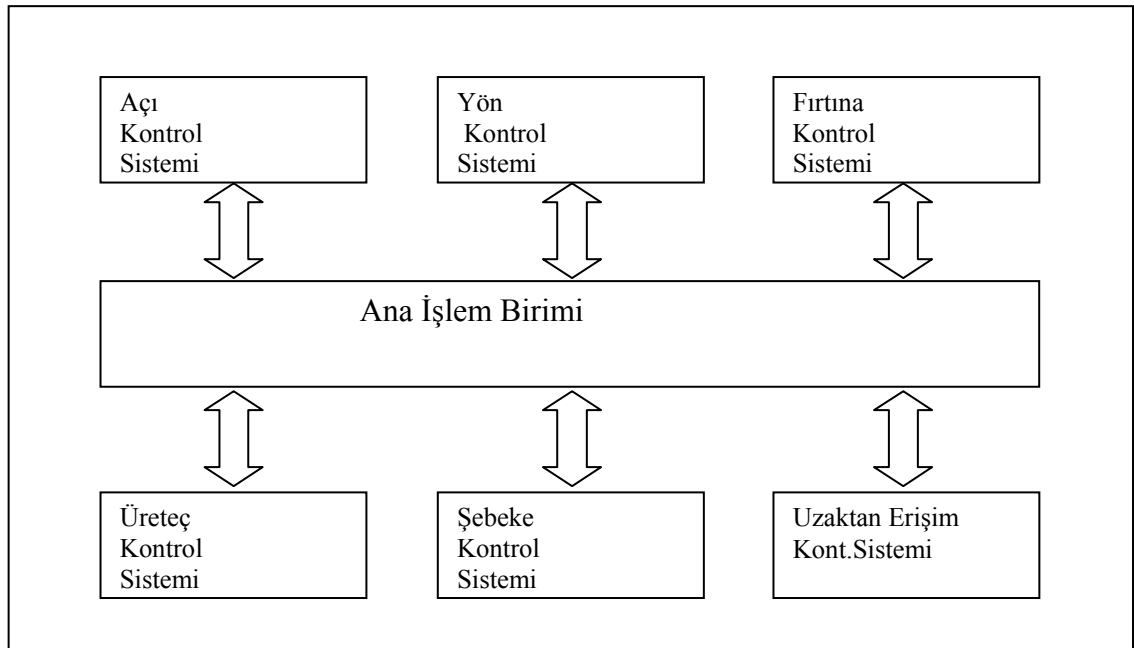 Açı
Kontrol
Sistemi
Yön
Kontrol
Sistemi
Fırtına
Kontrol
Sistemi
Ana İşlem Birimi
Üreteç
Kontrol
Sistemi
Şebeke
Kontrol
Sistemi
Uzaktan Erişim
Kont.Sistemi